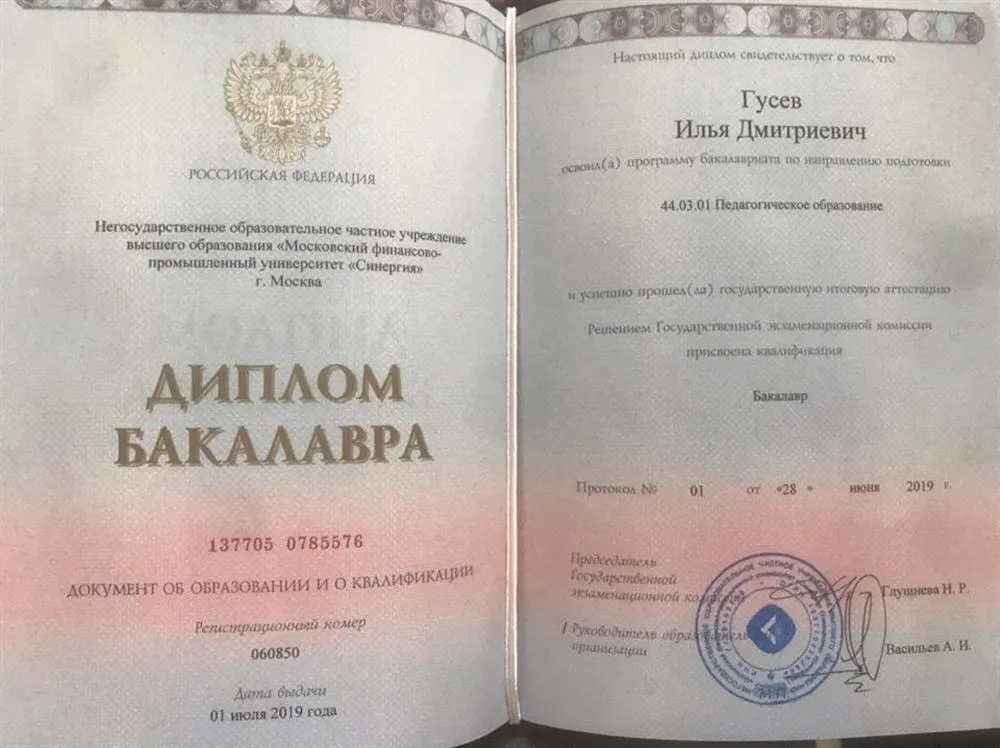 РОССИЙСКАЯ ФЕДЕРАЦИЯ
Негосударственное образовательное частное учреждение
высшего образования «Московский финансово-
промышленный университет «Синергия»
г. Москва
ДИПЛОМ
БАКАЛАВРА
137705 0785576
ДОКУМЕНТ ОБ ОБРАЗОВАНИИ И О КВАЛИФИКАЦИИ
Регистрационный номер
060850
Дата выдачи
01 июля 2019 года
Настоящий диплом свидетельствует о том, что
Гусев
Илья Дмитриевич
освоил(а) программу бакалавриата по направлению подготовки
44.03.01 Педагогическое образование
и успешно прошел(ла) государственную итоговую аттестацию
Решением Государственной экзаменационной комиссии
присвоена квалификация
Бакалавр
Протокол № 01 от «28 » июня 2019 г.
Председатель
Государственной
экзаменационной
Глушнева Н. Р.
Руководитель
организации
Васильев А. И.
М.П.